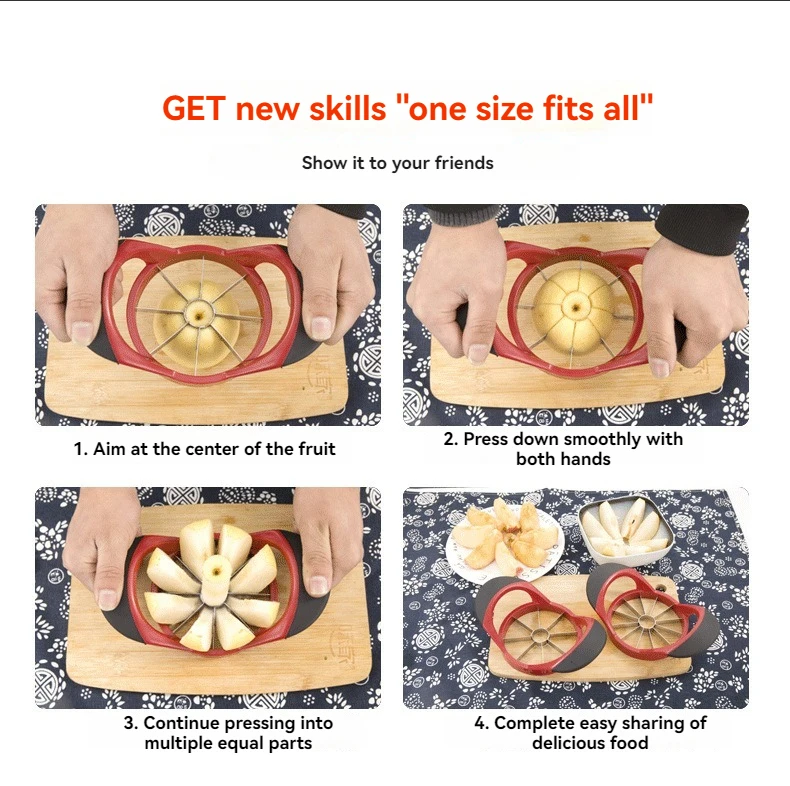 GET new skills "one size fits all"
Show it to your friends
1. Aim at the center of the fruit
2. Press down smoothly with
both hands
3. Continue pressing into
multiple equal parts
4. Complete easy sharing of
delicious food